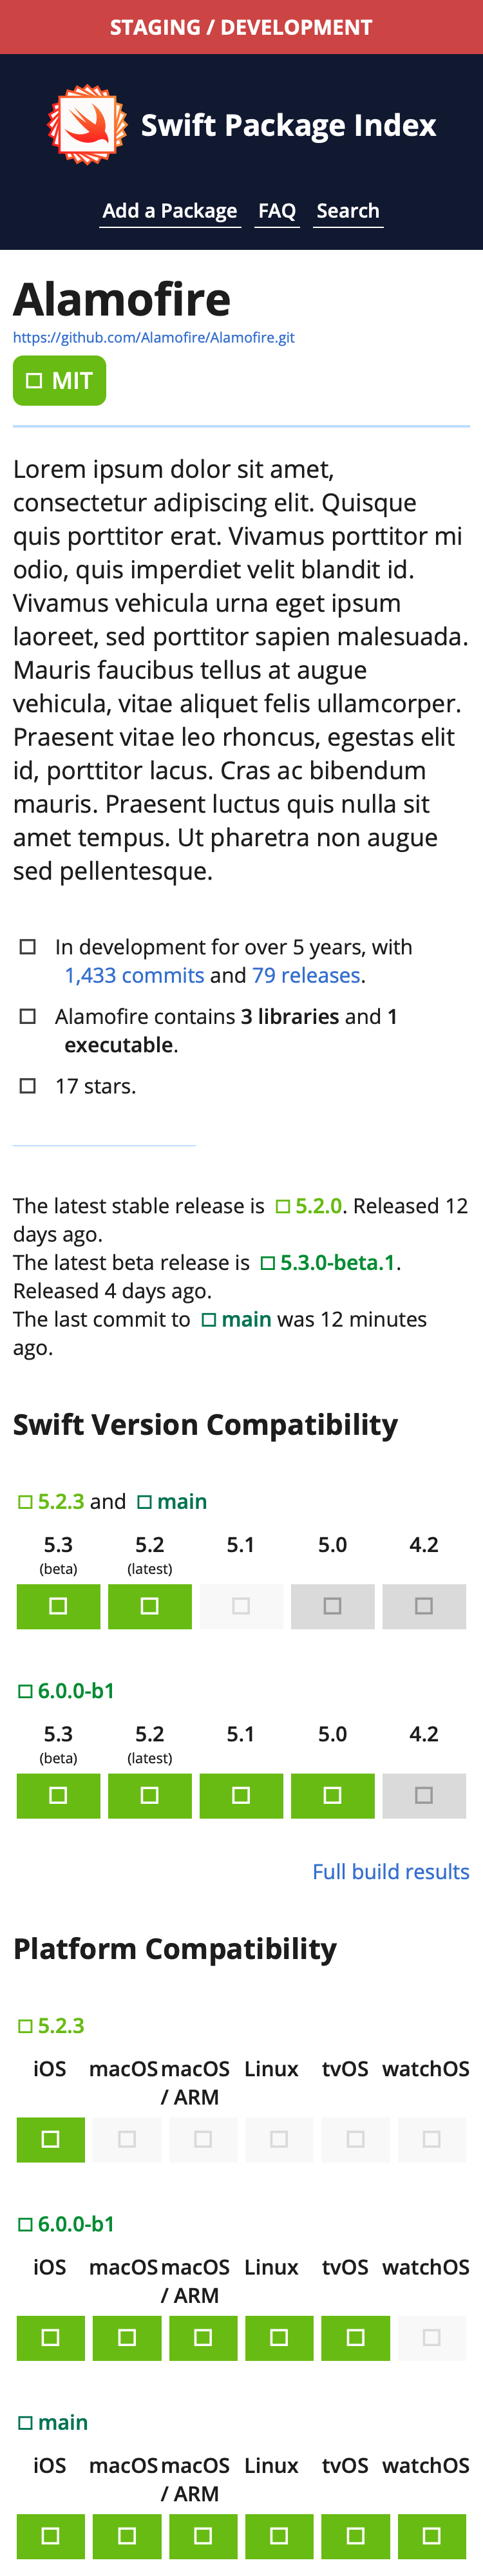 STAGING / DEVELOPMENT
Swift Package Index
Add a Package FAQ Search
Alamofire
https://github.com/Alamofire/Alamofire.git
MIT
Lorem ipsum dolor sit amet,
consectetur adipiscing elit. Quisque
quis porttitor erat. Vivamus porttitor mi
odio, quis imperdiet velit blandit id.
Vivamus vehicula urna eget ipsum
laoreet, sed porttitor sapien malesuada.
Mauris faucibus tellus at augue
vehicula, vitae aliquet felis ullamcorper.
Praesent vitae leo rhoncus, egestas elit
id, porttitor lacus. Cras ac bibendum
mauris. Praesent luctus quis nulla sit
amet tempus. Ut pharetra non augue
sed pellentesque.
In development for over 5 years, with
1,433 commits and 79 releases.
Alamofire contains 3 libraries and 1
executable.
17 stars.
The latest stable release is 5.2.0. Released 12
days ago.
The latest beta release is 5.3.0-beta.1.
Released 4 days ago.
The last commit to main was 12 minutes
ago.
Swift Version Compatibility
5.2.3 and main
5.3 5.2 5.1 5.0 4.2
(beta) (latest)
6.0.0-b1
5.3 5.2 5.1 5.0 4.2
(beta) (latest)
Full build results
Platform Compatibility
5.2.3
iOS macOS macOS Linux tvOS watchOS
/ ARM
6.0.0-b1
iOS macOS macOS Linux tvOS watchOS
/ ARM
main
iOS macOS macOS Linux tvOS watchOS
/ ARM